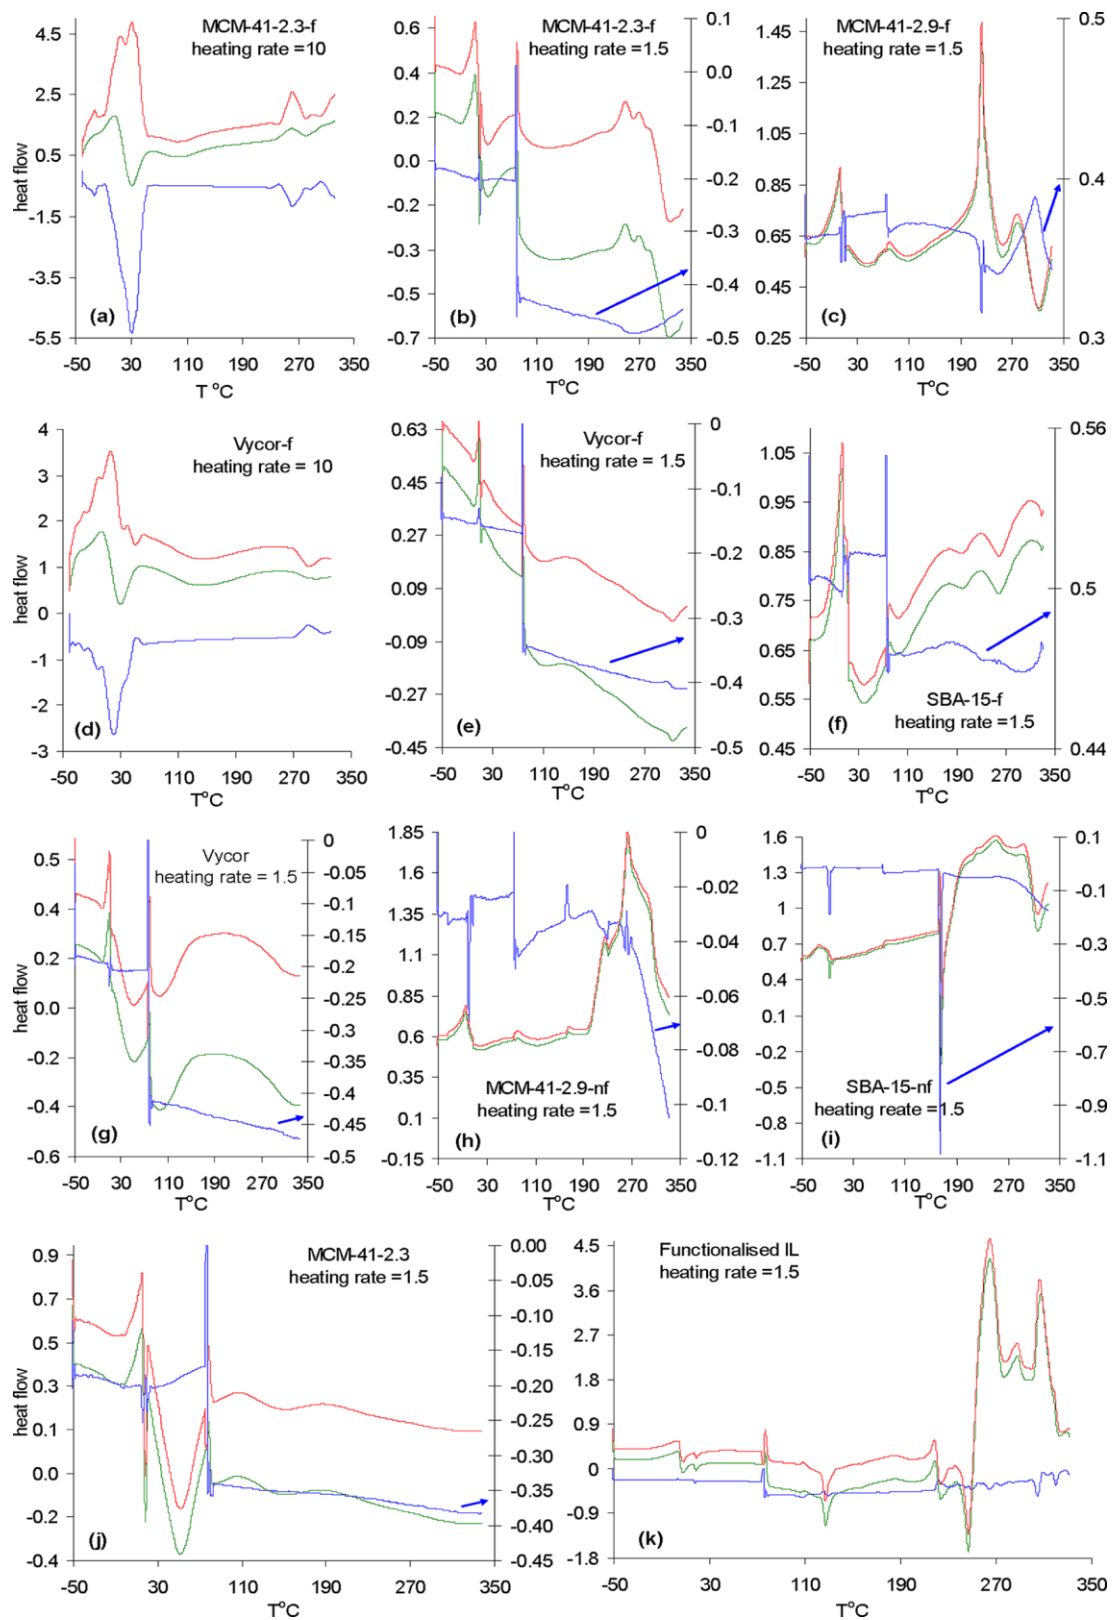 MCM-41-2.3-f
heating rate =10
4.5
2.5
0.5
-1.5
-3.5
-5.5
heat flow
(a)
-50 30 110 190 270 350
T °C
MCM-41-2.3-f
heating rate =1.5
0.6
0.4
0.2
0.0
-0.2
-0.3
-0.5
-0.7
0.1
0.0
-0.1
-0.2
-0.3
-0.4
-0.5
(b)
-50 30 110 190 270 350
T °C
MCM-41-2.9-f
heating rate =1.5
1.45
1.25
1.05
0.85
0.65
0.45
0.25
0.5
0.4
0.3
(c)
-50 30 110 190 270 350
T °C
Vycor-f
heating rate = 10
4
3
2
1
0
-1
-2
-3
heat flow
(d)
-50 30 110 190 270 350
T°C
Vycor-f
heating rate = 1.5
0.63
0.45
0.27
0.09
-0.09
-0.27
-0.45
0
-0.1
-0.2
-0.3
-0.4
-0.5
(e)
-50 30 110 190 270 350
T°C
SBA-15-f
heating rate =1.5
1.05
0.95
0.85
0.75
0.65
0.55
0.45
0.56
0.5
0.44
(f)
-50 30 110 190 270 350
T°C
Vycor
heating rate = 1.5
0.5
0.4
0.2
0.0
-0.2
-0.4
-0.6
0
-0.05
-0.1
-0.15
-0.2
-0.25
-0.3
-0.35
-0.4
-0.45
-0.5
heat flow
(g)
-50 30 110 190 270 350
T°C
MCM-41-2.9-nf
heating rate =1.5
1.85
1.6
1.35
1.1
0.85
0.6
0.35
0.1
-0.15
0
-0.02
-0.04
-0.06
-0.08
-0.1
-0.12
(h)
-50 30 110 190 270 350
T°C
SBA-15-nf
heating reate =1.5
1.6
1.3
1.0
0.7
0.4
0.1
-0.2
-0.5
-0.8
-1.1
0.1
-0.1
-0.3
-0.5
-0.7
-0.9
-1.1
(i)
-50 30 110 190 270 350
T°C
MCM-41-2.3
heating rate =1.5
0.9
0.7
0.5
0.3
0.1
0.0
-0.2
-0.4
0.00
-0.05
-0.10
-0.15
-0.20
-0.25
-0.30
-0.35
-0.40
-0.45
heat flow
(j)
-50 30 110 190 270 350
T°C
Functionalised IL
heating rate =1.5
4.5
3.6
2.7
1.8
0.9
0
-0.9
-1.8
(k)
-50 30 110 190 270 350
T°C